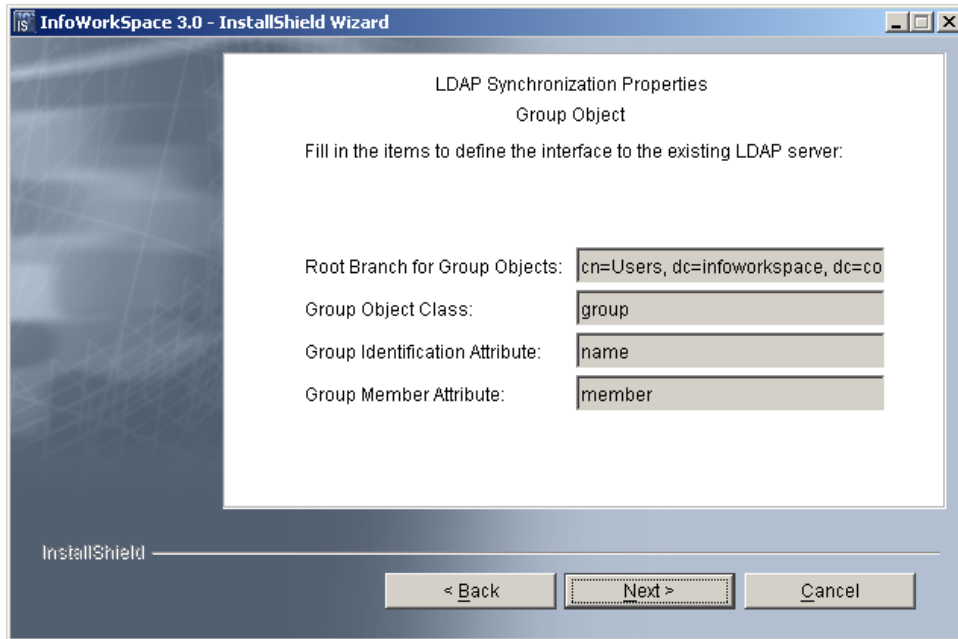 InfoWorkSpace 3.0 - InstallShield Wizard
LDAP Synchronization Properties
Group Object
Fill in the items to define the interface to the existing LDAP server:
Root Branch for Group Objects: cn=Users, dc=infoworkspace, dc=co
Group Object Class: group
Group Identification Attribute: name
Group Member Attribute: member
InstallShield
< Back Next > Cancel